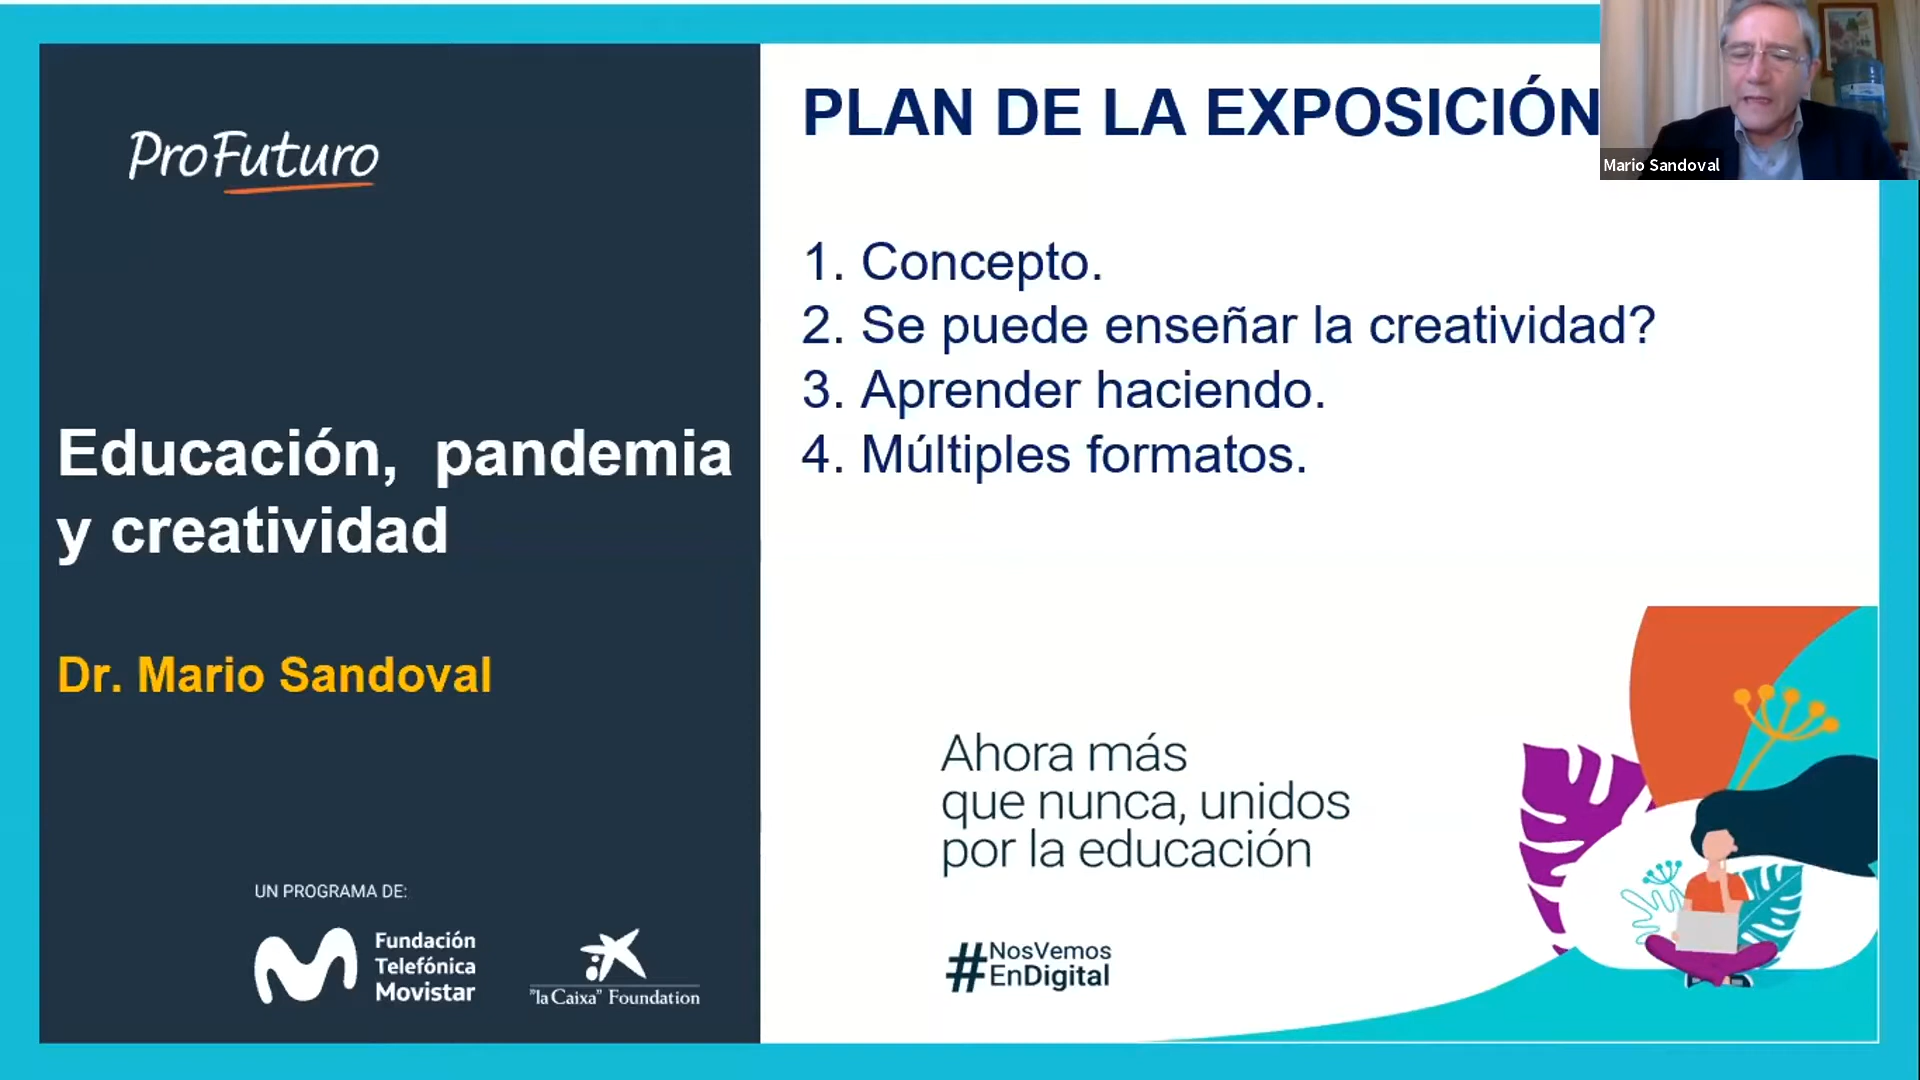 ProFuturo
Educación, pandemia
y creatividad
Dr. Mario Sandoval
UN PROGRAMA DE:
Fundación
Telefónica
Movistar
"la Caixa" Foundation
PLAN DE LA EXPOSICIÓN
1. Concepto.
2. Se puede enseñar la creatividad?
3. Aprender haciendo.
4. Múltiples formatos.
Ahora más
que nunca, unidos
por la educación
#NosVemos
EnDigital
Mario Sandoval